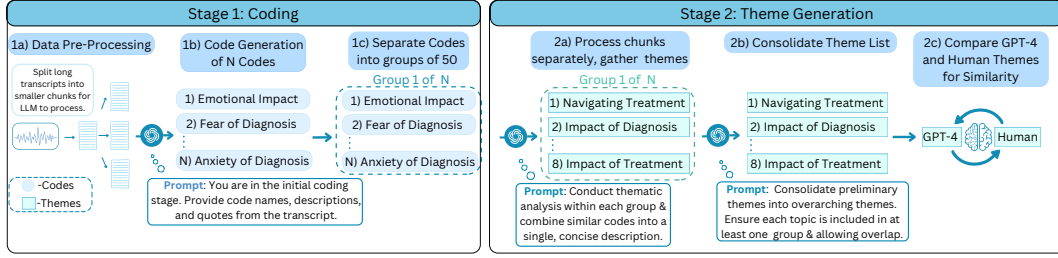 Stage 1: Coding
1a) Data Pre-Processing
Split long
transcripts into
smaller chunks for
LLM to process.
-Codes
-Themes
1b) Code Generation
of N Codes
1) Emotional Impact
2) Fear of Diagnosis
N) Anxiety of Diagnosis
Prompt: You are in the initial coding
stage. Provide code names, descriptions,
and quotes from the transcript.
1c) Separate Codes
into groups of 50
Group 1 of N
1) Emotional Impact
2) Fear of Diagnosis
N) Anxiety of Diagnosis
Stage 2: Theme Generation
2a) Process chunks
separately, gather themes
Group 1 of N
1) Navigating Treatment
2) Impact of Diagnosis
8) Impact of Treatment
Prompt: Conduct thematic
analysis within each group &
combine similar codes into a
single, concise description.
2b) Consolidate Theme List
1) Navigating Treatment
2) Impact of Diagnosis
8) Impact of Treatment
Prompt: Consolidate preliminary
themes into overarching themes.
Ensure each topic is included in at
least one group & allowing overlap.
2c) Compare GPT-4
and Human Themes
for Similarity
GPT-4
Human